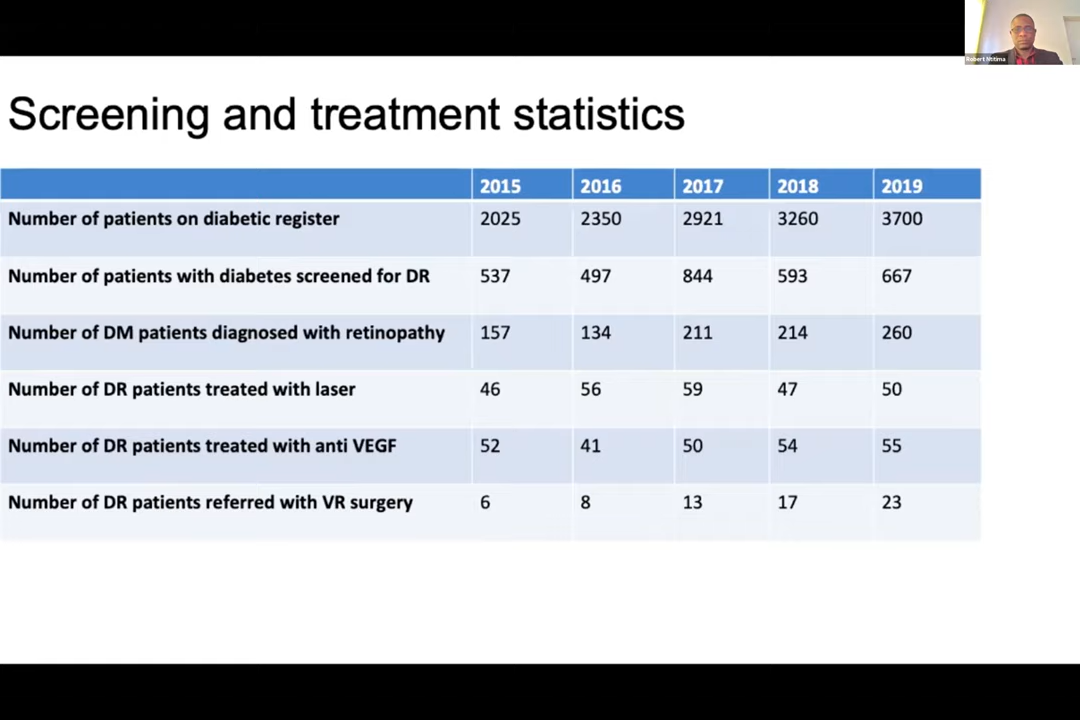 Robert Ntitima
Screening and treatment statistics
2015 2016 2017 2018 2019
Number of patients on diabetic register 2025 2350 2921 3260 3700
Number of patients with diabetes screened for DR 537 497 844 593 667
Number of DM patients diagnosed with retinopathy 157 134 211 214 260
Number of DR patients treated with laser 46 56 59 47 50
Number of DR patients treated with anti VEGF 52 41 50 54 55
Number of DR patients referred with VR surgery 6 8 13 17 23